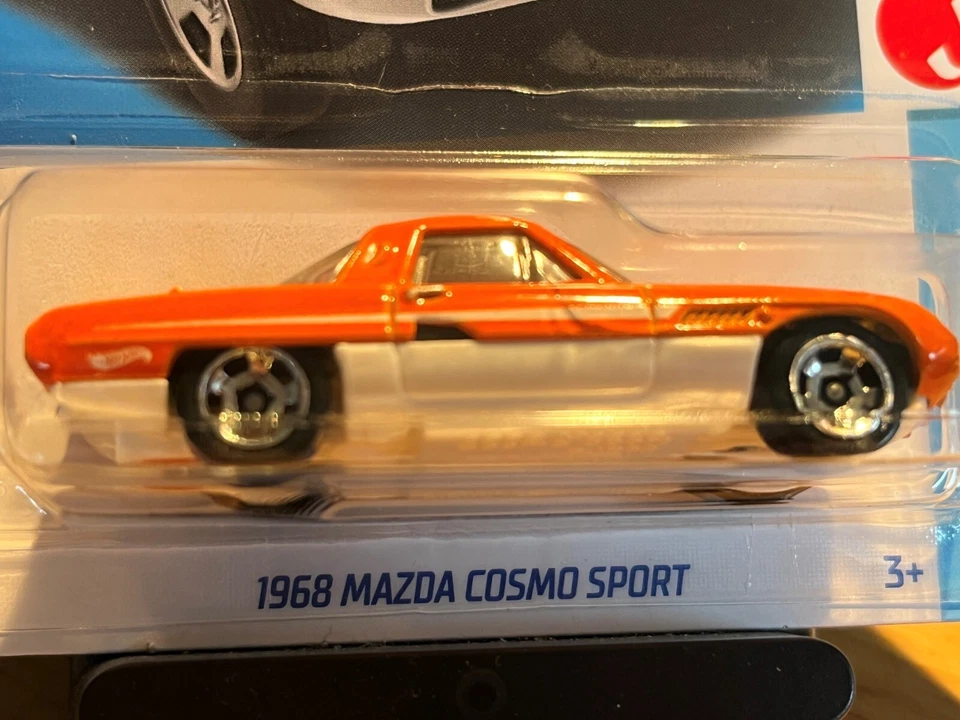 1968 MAZDA COSMO SPORT
3+